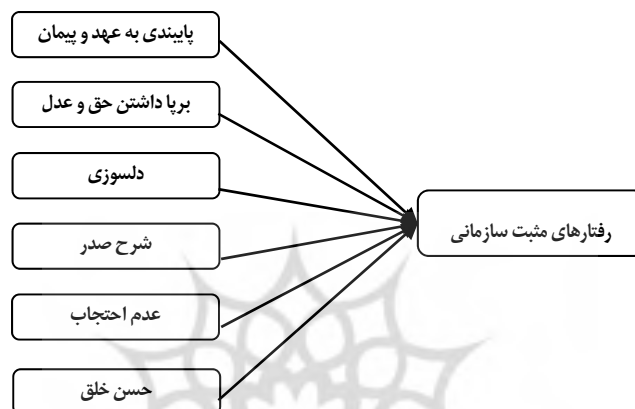 پایبندی به عهد و پیمان
برپا داشتن حق و عدل
دلسوزی
رفتارهای مثبت سازمانی
شرح صدر
عدم احتجاب
حسن خلق